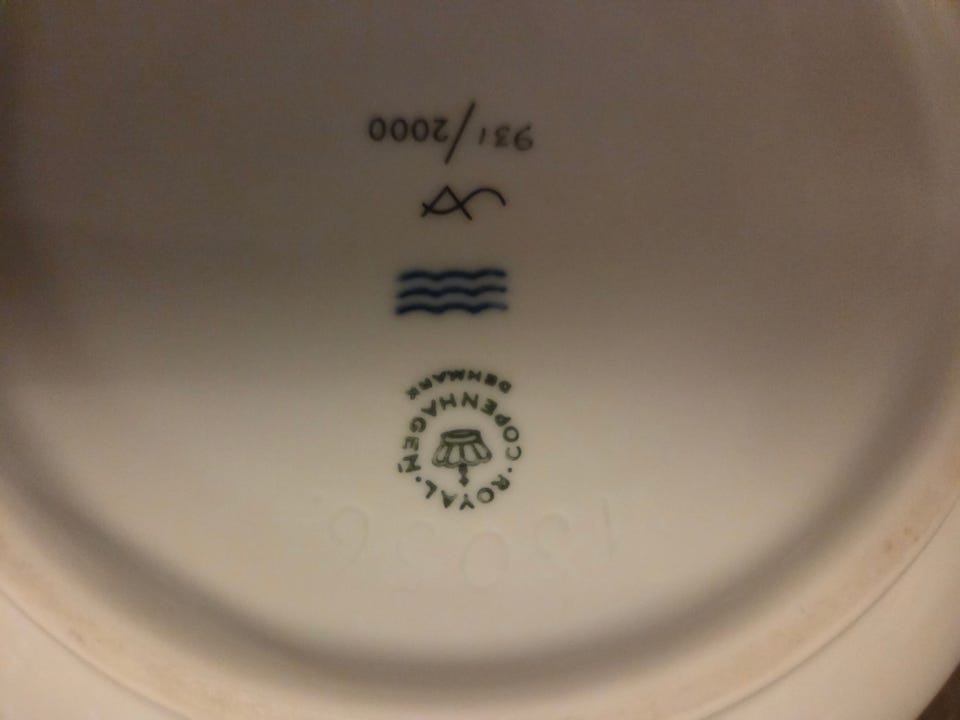 ROYAL COPENHAGEN
DENMARK
931/2000